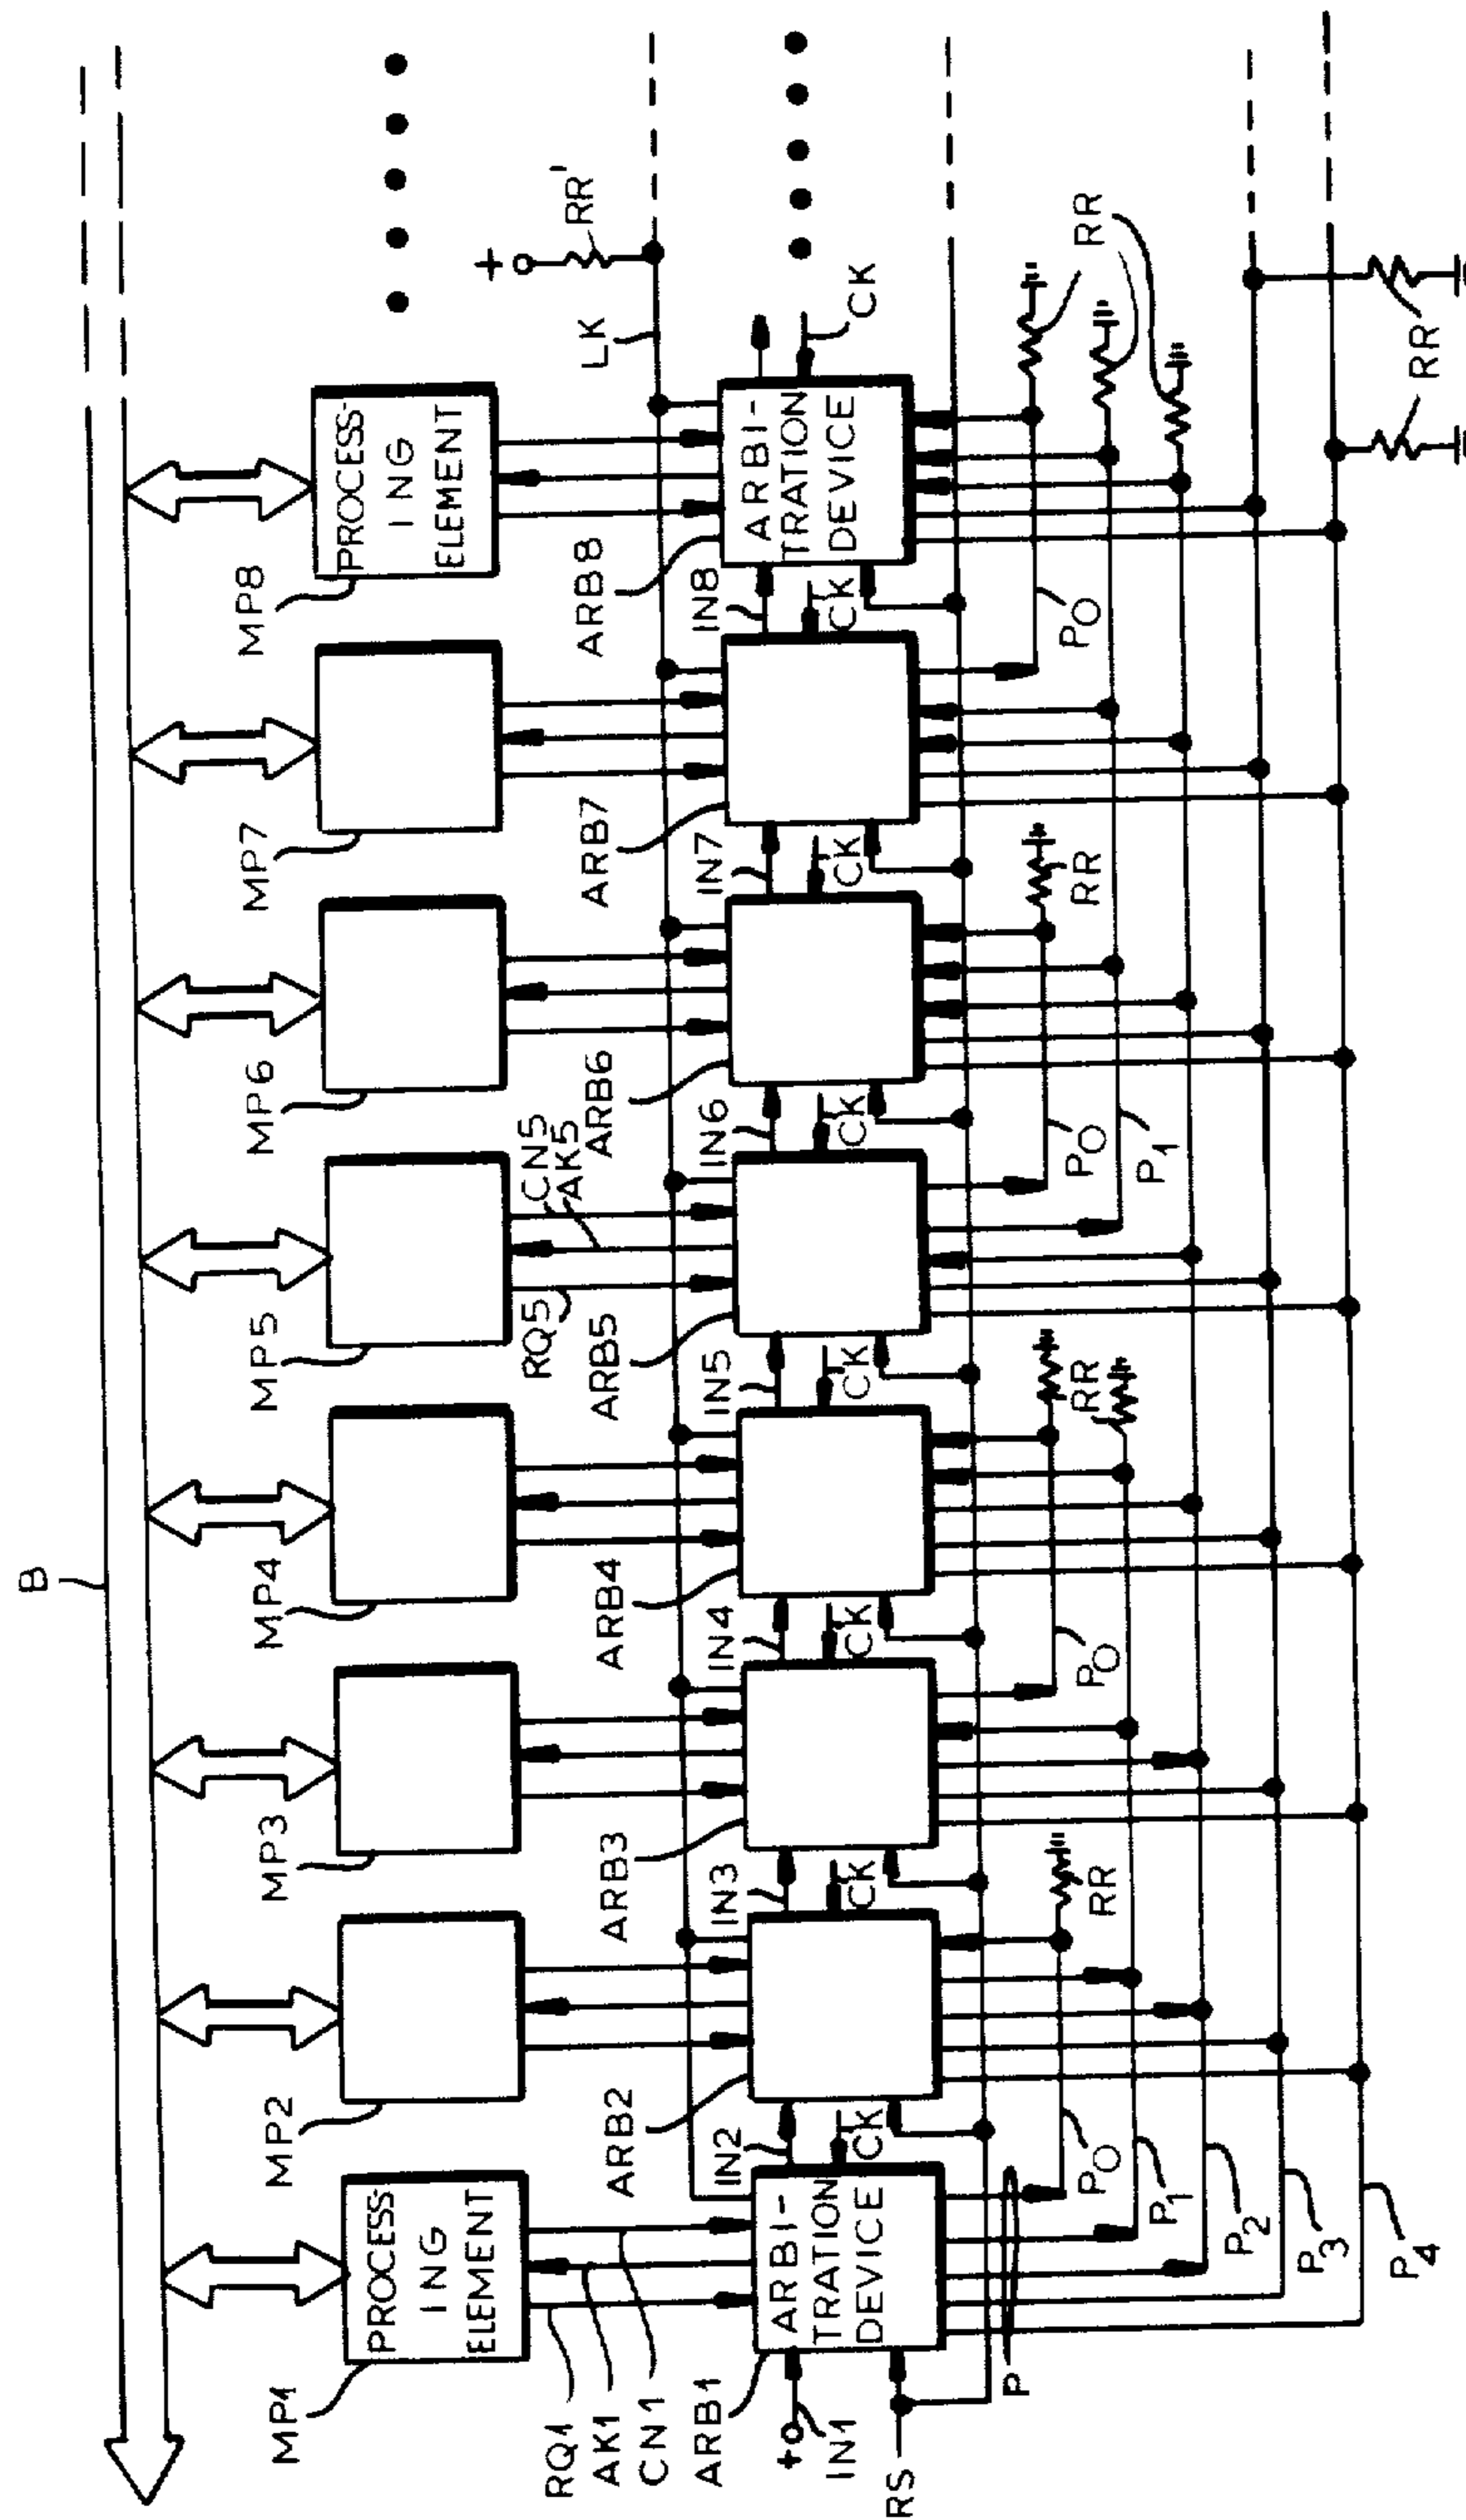 B
MP1
MP2
MP3
MP4
MP5
MP6
MP7
MP8
PROCESS-
ING
ELEMENT
PROCESS-
ING
ELEMENT
RQ1
AK1
CN1
RQ5
CN5
AK5
LK
+
RR'
ARB1
ARB2
ARB3
ARB4
ARB5
ARB6
ARB7
ARB8
+
IN1
IN2
IN3
IN4
IN5
IN6
IN7
IN8
ARBI-
TRATION
DEVICE
ARBI-
TRATION
DEVICE
CK
CK
CK
CK
CK
CK
CK
CK
RS
P
P0
P0
P0
P0
P1
P1
P2
P3
P4
RR
RR
RR
RR
RR